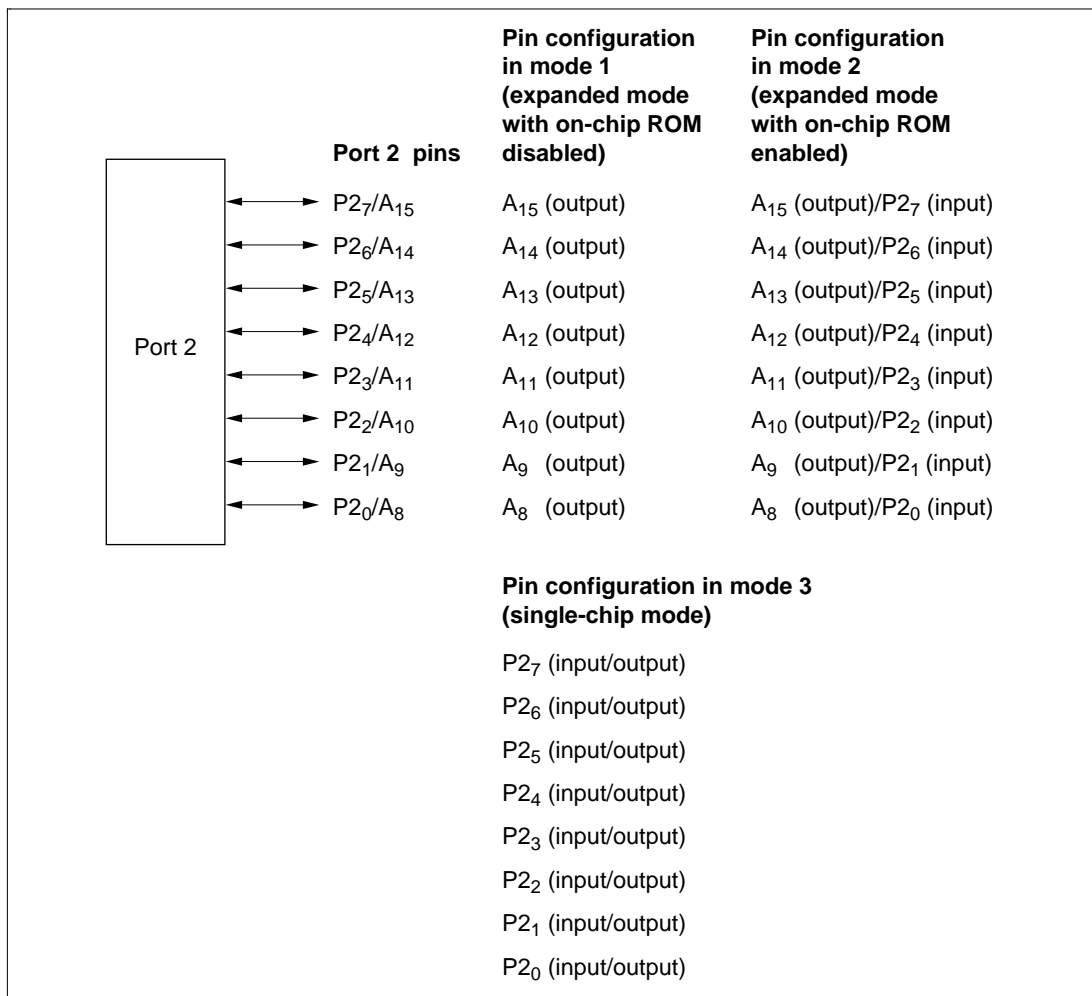 Pin configuration
in mode 1
(expanded mode
with on-chip ROM
disabled)
Pin configuration
in mode 2
(expanded mode
with on-chip ROM
enabled)
Port 2 pins
Port 2
P2₇/A₁₅ A₁₅ (output) A₁₅ (output)/P2₇ (input)
P2₆/A₁₄ A₁₄ (output) A₁₄ (output)/P2₆ (input)
P2₅/A₁₃ A₁₃ (output) A₁₃ (output)/P2₅ (input)
P2₄/A₁₂ A₁₂ (output) A₁₂ (output)/P2₄ (input)
P2₃/A₁₁ A₁₁ (output) A₁₁ (output)/P2₃ (input)
P2₂/A₁₀ A₁₀ (output) A₁₀ (output)/P2₂ (input)
P2₁/A₉ A₉ (output) A₉ (output)/P2₁ (input)
P2₀/A₈ A₈ (output) A₈ (output)/P2₀ (input)
Pin configuration in mode 3
(single-chip mode)
P2₇ (input/output)
P2₆ (input/output)
P2₅ (input/output)
P2₄ (input/output)
P2₃ (input/output)
P2₂ (input/output)
P2₁ (input/output)
P2₀ (input/output)